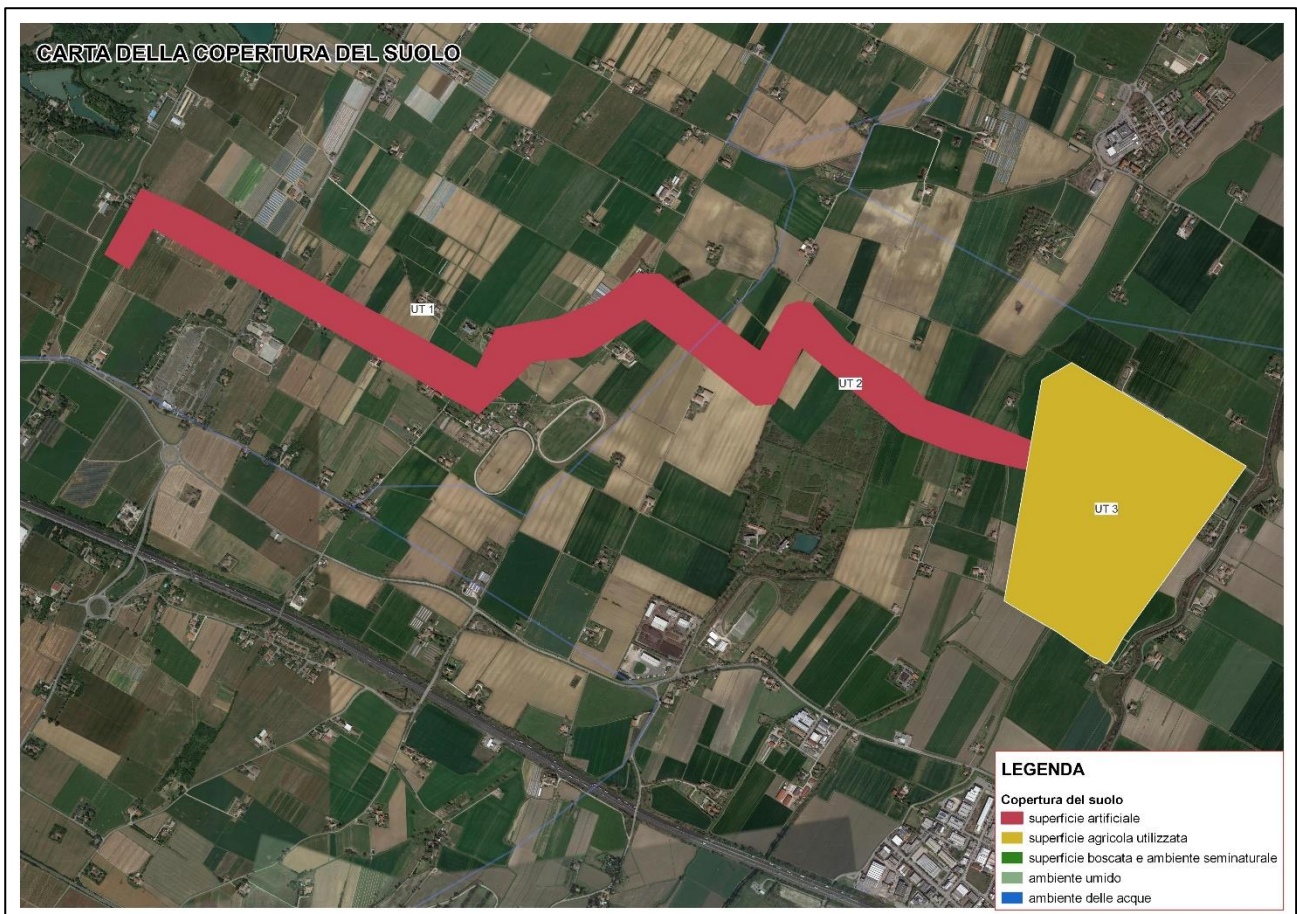 CARTA DELLA COPERTURA DEL SUOLO
UT 1
UT 2
UT 3
LEGENDA
Copertura del suolo
superficie artificiale
superficie agricola utilizzata
superficie boscata e ambiente seminaturale
ambiente umido
ambiente delle acque